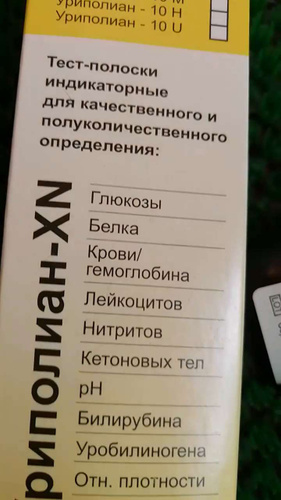 Уриполиан - 10 H
Уриполиан - 10 U
Тест-полоски
индикаторные
для качественного и
полуколичественного
определения:
риполиан-XN
Глюкозы
Белка
Крови/
гемоглобина
Лейкоцитов
Нитритов
Кетоновых тел
pH
Билирубина
Уробилиногена
Отн. плотности